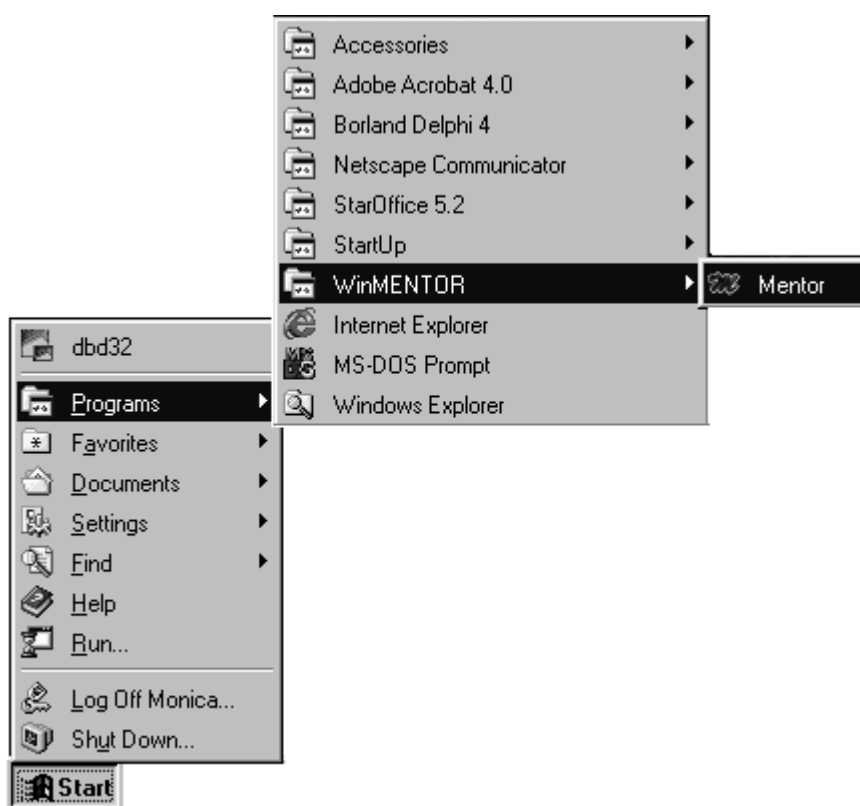 Accessories
Adobe Acrobat 4.0
Borland Delphi 4
Netscape Communicator
StarOffice 5.2
StartUp
WinMENTOR
Mentor
Internet Explorer
MS-DOS Prompt
Windows Explorer
dbd32
Programs
Favorites
Documents
Settings
Find
Help
Run...
Log Off Monica...
Shut Down...
Start